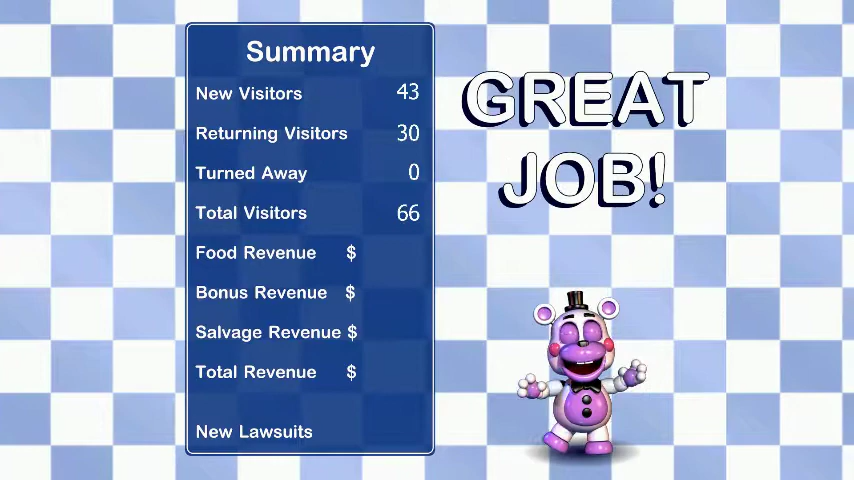 Summary
New Visitors 43
Returning Visitors 30
Turned Away 0
Total Visitors 66
Food Revenue $
Bonus Revenue $
Salvage Revenue $
Total Revenue $
New Lawsuits
GREAT
JOB!